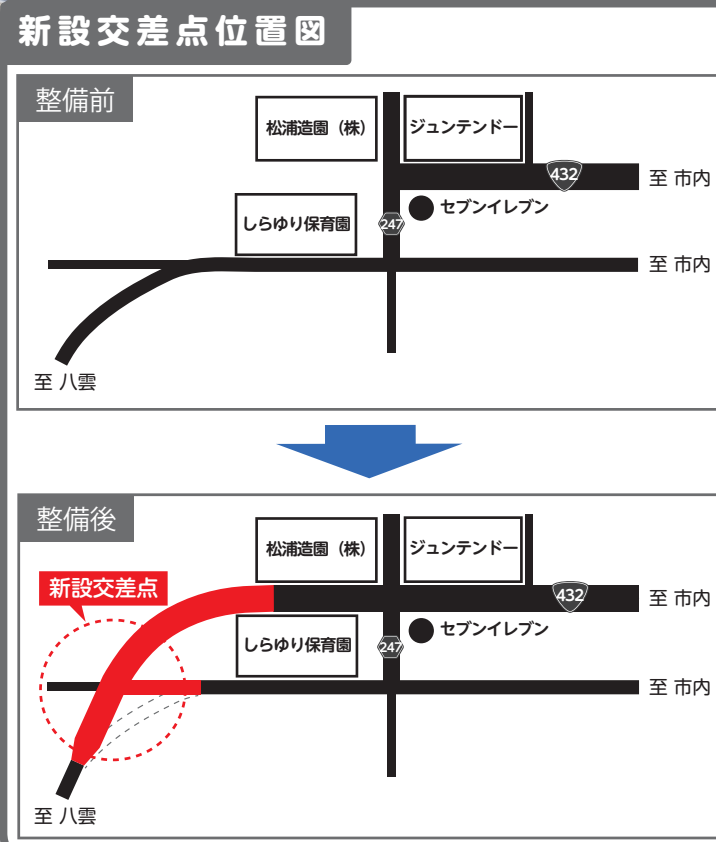 新設交差点位置図
整備前
松浦造園（株）
ジュンテンドー
432
至 市内
セブンイレブン
しらゆり保育園
247
至 市内
至 八雲
整備後
松浦造園（株）
ジュンテンドー
新設交差点
432
至 市内
セブンイレブン
しらゆり保育園
247
至 市内
至 八雲